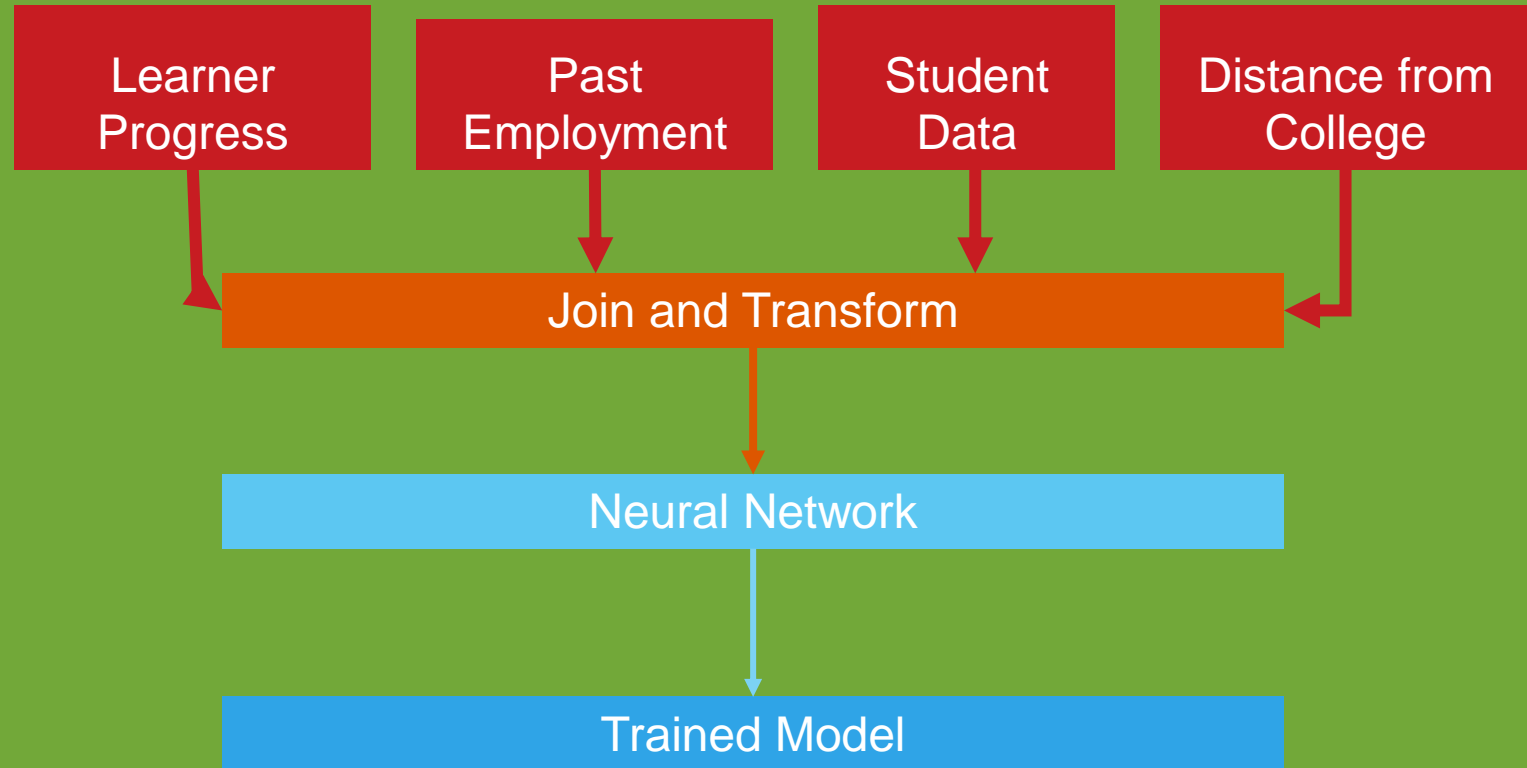 Learner
Progress
Past
Employment
Student
Data
Distance from
College
Join and Transform
Neural Network
Trained Model